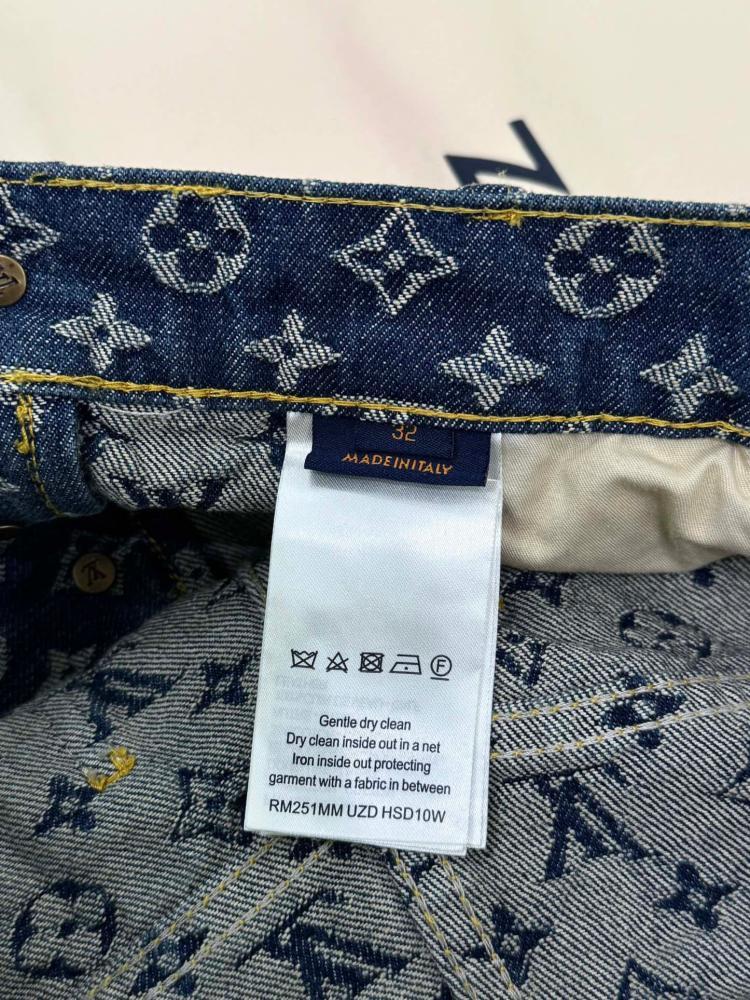 32
MADE IN ITALY
Gentle dry clean
Dry clean inside out in a net
Iron inside out protecting
garment with a fabric in between
RM251MM UZD HSD10W